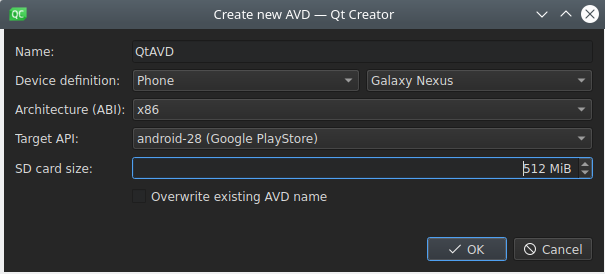 QC Create new AVD — Qt Creator
Name: QtAVD
Device definition: Phone Galaxy Nexus
Architecture (ABI): x86
Target API: android-28 (Google PlayStore)
SD card size: 512 MiB
Overwrite existing AVD name
OK Cancel